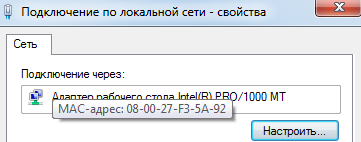 Подключение по локальной сети - свойства
Сеть
Подключение через:
Адаптер рабочего стола Intel(R) PRO/1000 MT
MAC-адрес: 08-00-27-F3-5A-92
Настроить...